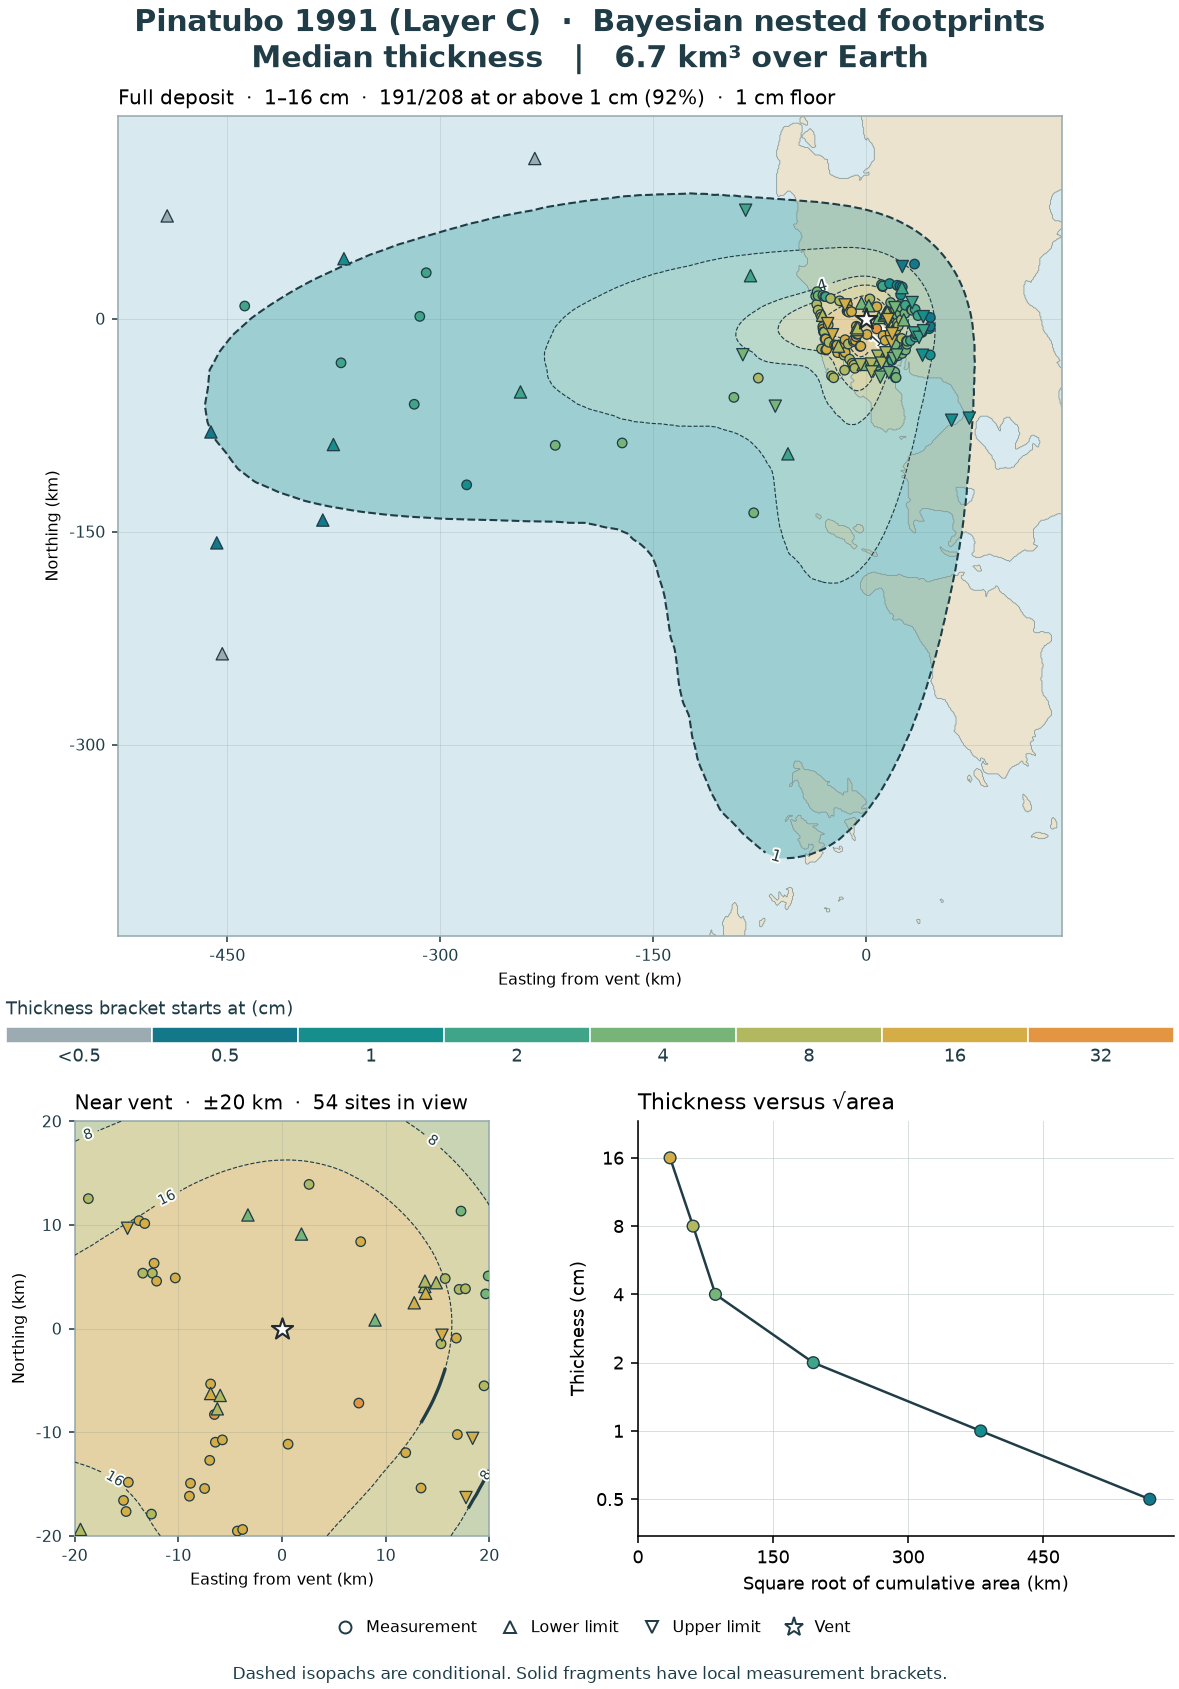 Pinatubo 1991 (Layer C)  ·  Bayesian nested footprints
Median thickness   |   6.7 km³ over Earth
Full deposit  ·  1–16 cm  ·  191/208 at or above 1 cm (92%)  ·  1 cm floor
4
1
0
-150
-300
Northing (km)
-450
-300
-150
0
Easting from vent (km)
Thickness bracket starts at (cm)
<0.5
0.5
1
2
4
8
16
32
Near vent  ·  ±20 km  ·  54 sites in view
20
10
0
-10
-20
Northing (km)
8
8
16
16
8
-20
-10
0
10
20
Easting from vent (km)
Thickness versus √area
16
8
4
2
1
0.5
Thickness (cm)
0
150
300
450
Square root of cumulative area (km)
Measurement
Lower limit
Upper limit
Vent
Dashed isopachs are conditional. Solid fragments have local measurement brackets.